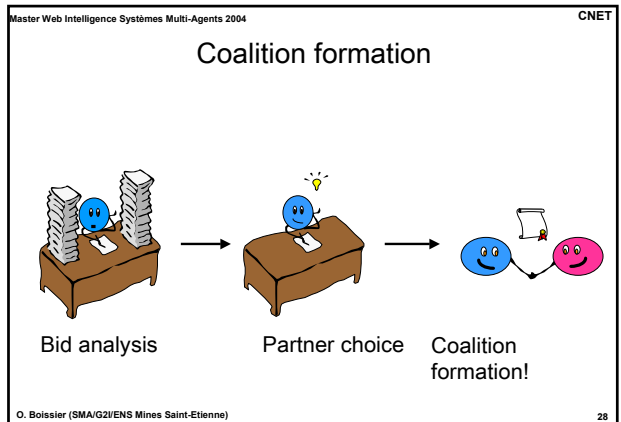 Master Web Intelligence Systèmes Multi-Agents 2004
CNET
Coalition formation
Bid analysis
Partner choice
Coalition
formation!
O. Boissier (SMA/G2I/ENS Mines Saint-Etienne)
28